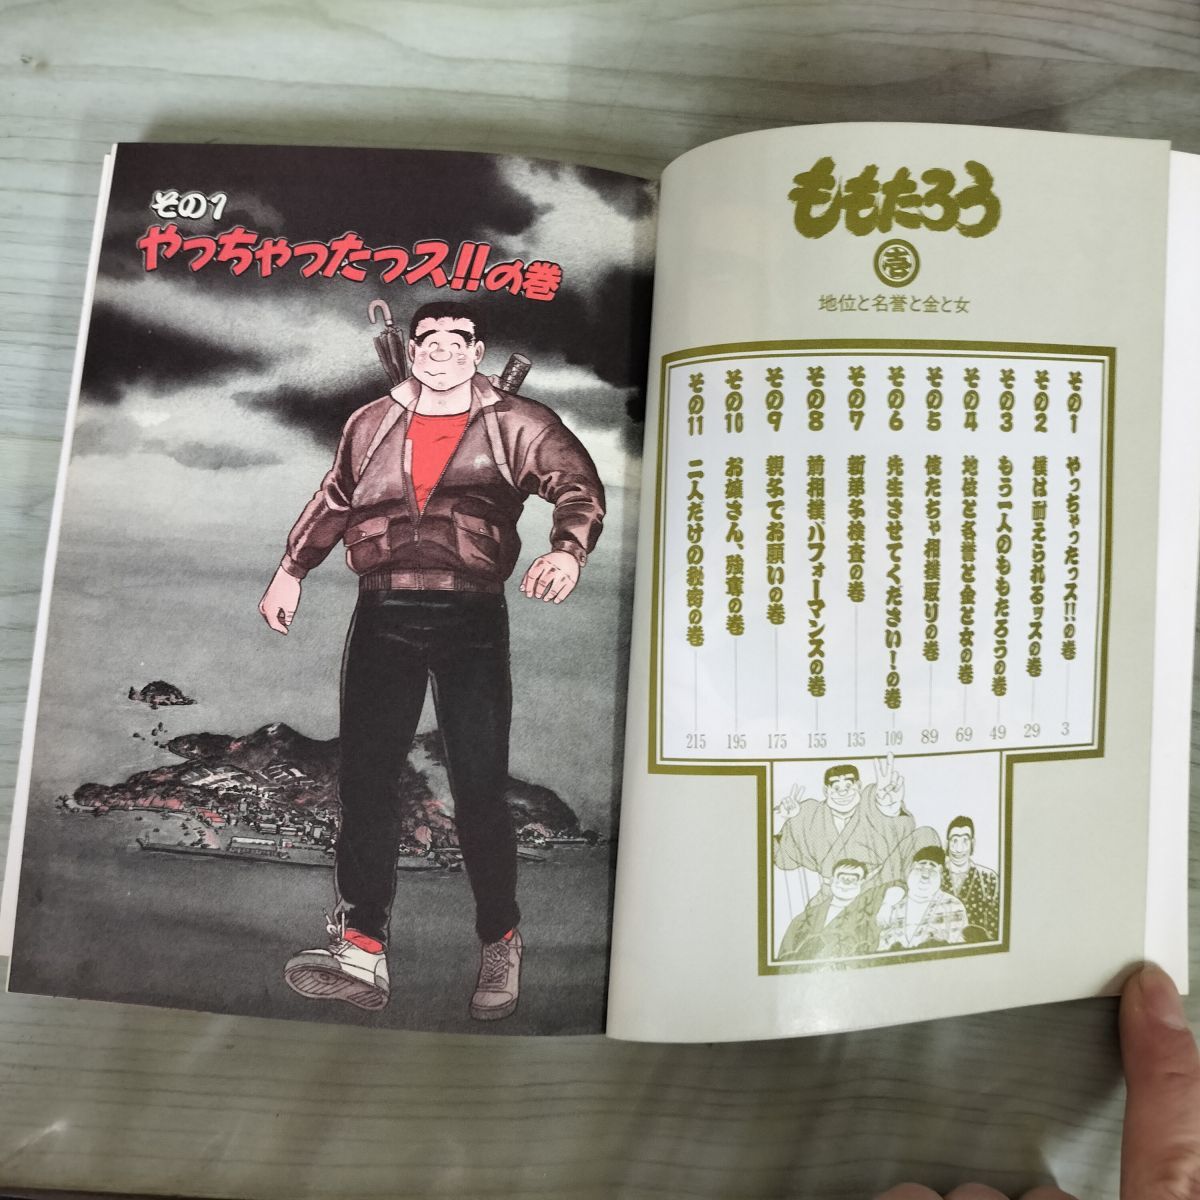 ももたろう
壱
地位と名誉と金と女
その1 やっちゃったっス!!の巻 3
その2 僕は耐えられるッスの巻 29
その3 もう一人のももたろうの巻 49
その4 地位と名誉と金と女の巻 69
その5 俺たちゃ相撲取りの巻 89
その6 先生させてください!の巻 109
その7 新弟子検査の巻 135
その8 前相撲パフォーマンスの巻 155
その9 親子でお願いの巻 175
その10 お雄さん、強奪の巻 195
その11 二人だけの秘術の巻 215
その1
やっちゃったっス!!の巻